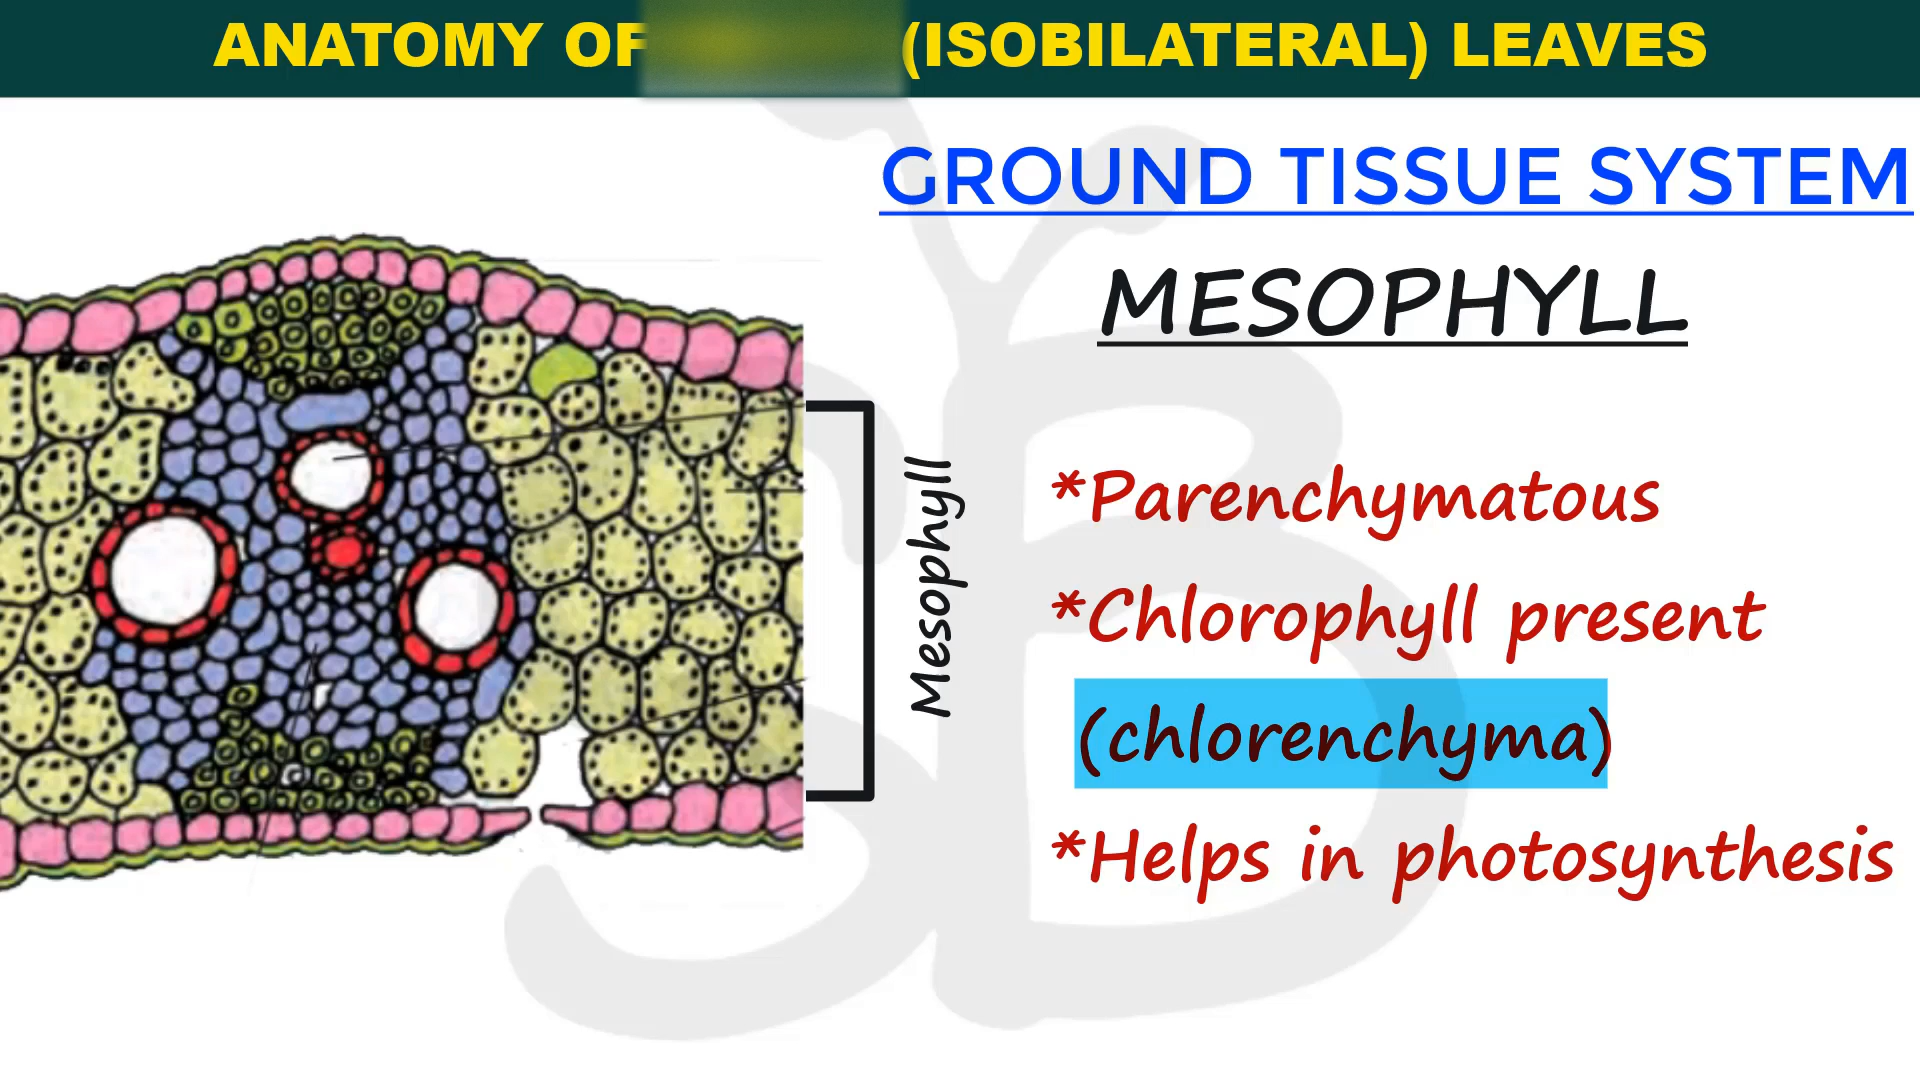 ANATOMY OF (ISOBILATERAL) LEAVES
GROUND TISSUE SYSTEM
MESOPHYLL
Mesophyll
*Parenchymatous
*Chlorophyll present
(chlorenchyma)
*Helps in photosynthesis